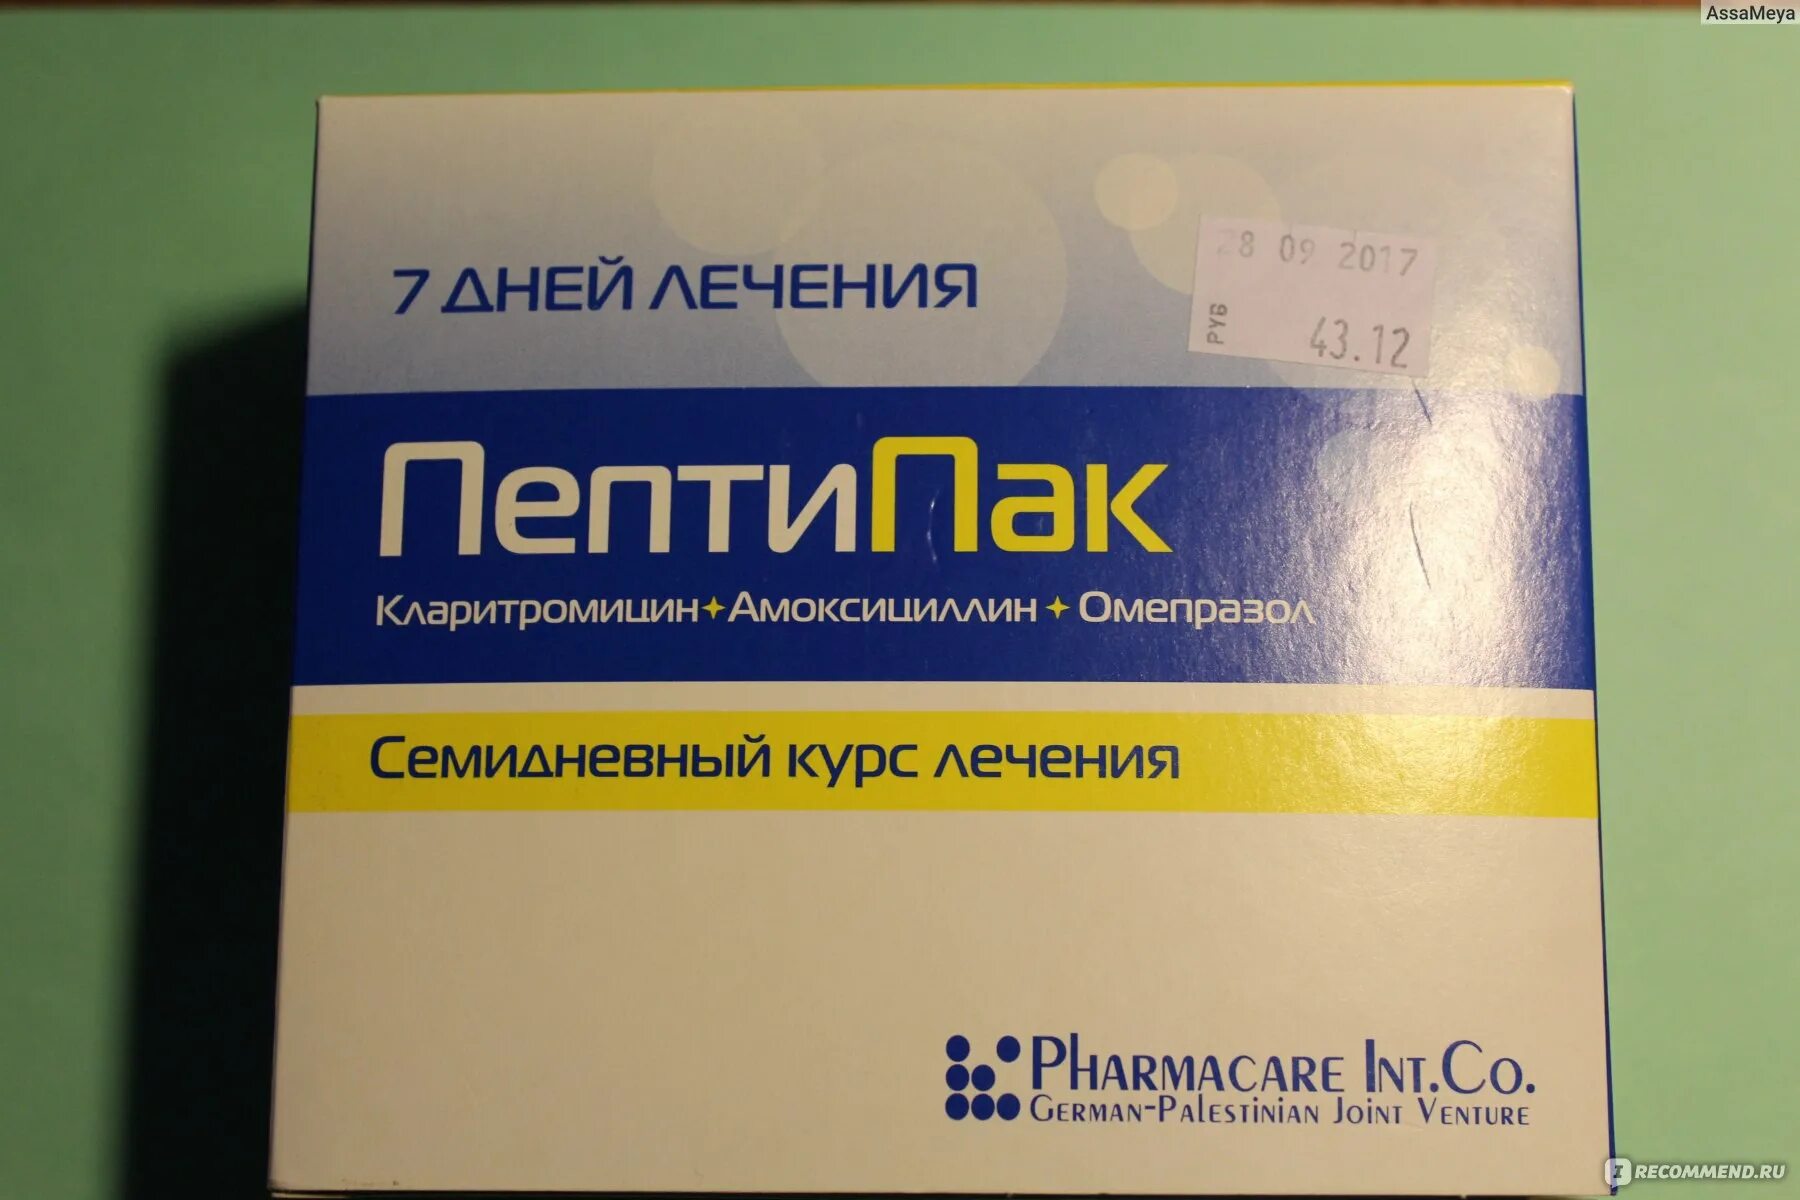 AssaMeya
28 09 2017
РУБ 43.12
7 ДНЕЙ ЛЕЧЕНИЯ
ПептиПак
Кларитромицин+Амоксициллин+Омепразол
Семидневный курс лечения
PHARMACARE INT.CO.
GERMAN-PALESTINIAN JOINT VENTURE
I RECOMMEND.RU